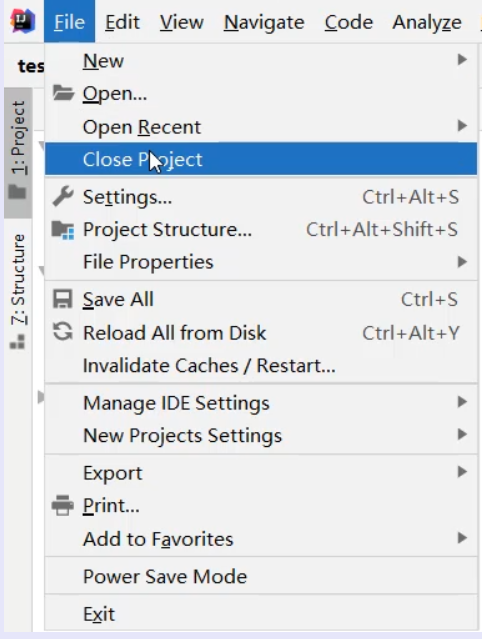 File Edit View Navigate Code Analyze
tes
1: Project
7: Structure
New
Open...
Open Recent
Close Project
Settings... Ctrl+Alt+S
Project Structure... Ctrl+Alt+Shift+S
File Properties
Save All Ctrl+S
Reload All from Disk Ctrl+Alt+Y
Invalidate Caches / Restart...
Manage IDE Settings
New Projects Settings
Export
Print...
Add to Favorites
Power Save Mode
Exit